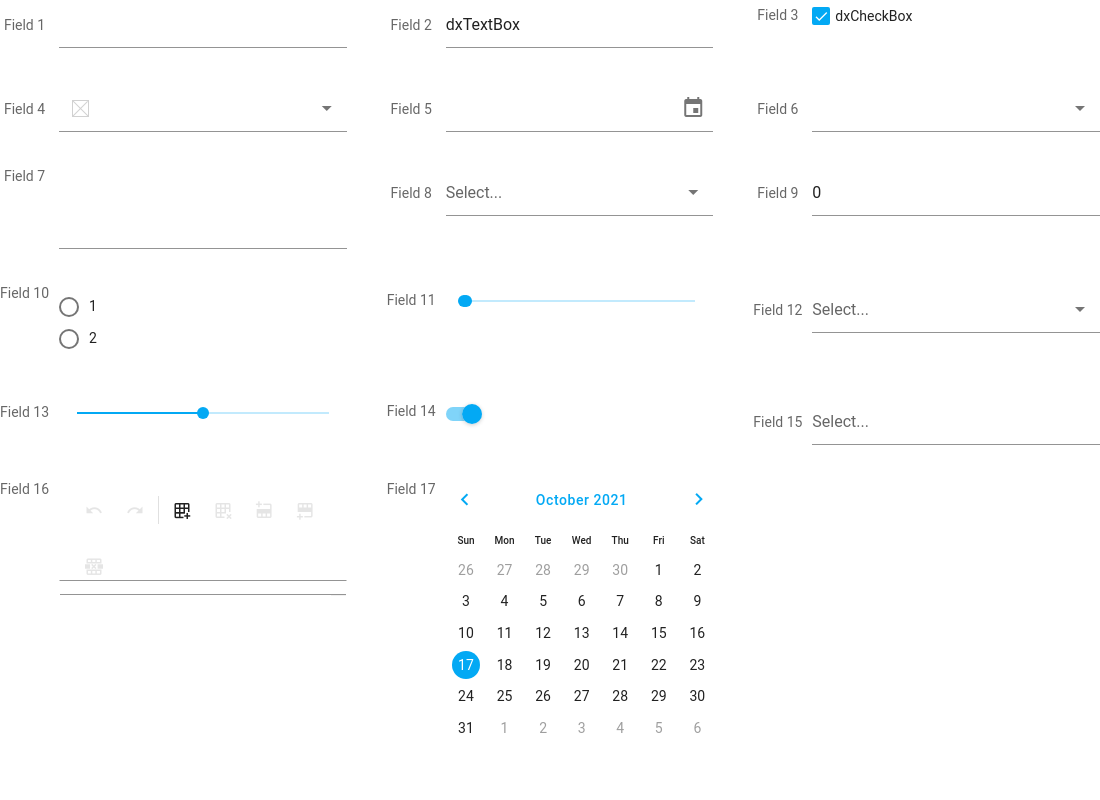 Field 1
Field 2 dxTextBox
Field 3 dxCheckBox
Field 4
Field 5
Field 6
Field 7
Field 8 Select...
Field 9 0
Field 10
1
2
Field 11
Field 12 Select...
Field 13
Field 14
Field 15 Select...
Field 16
Field 17
October 2021
Sun Mon Tue Wed Thu Fri Sat
26 27 28 29 30 1 2
3 4 5 6 7 8 9
10 11 12 13 14 15 16
17 18 19 20 21 22 23
24 25 26 27 28 29 30
31 1 2 3 4 5 6